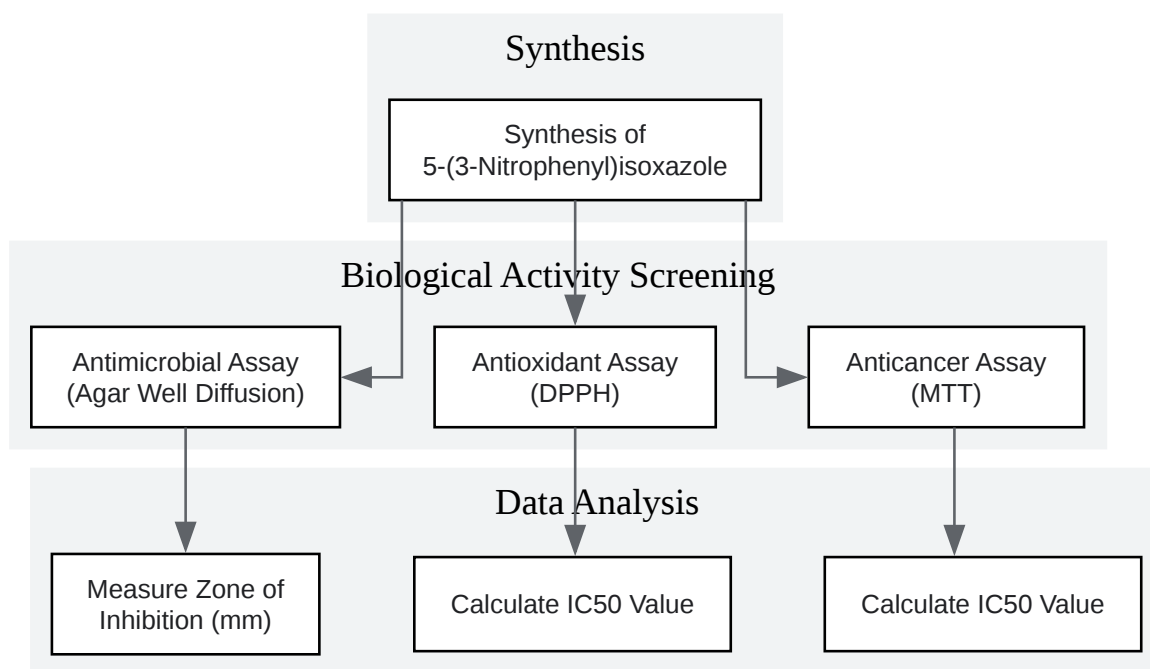 Synthesis
Synthesis of
5-(3-Nitrophenyl)isoxazole
Biological Activity Screening
Antimicrobial Assay
(Agar Well Diffusion)
Antioxidant Assay
(DPPH)
Anticancer Assay
(MTT)
Data Analysis
Measure Zone of
Inhibition (mm)
Calculate IC50 Value
Calculate IC50 Value